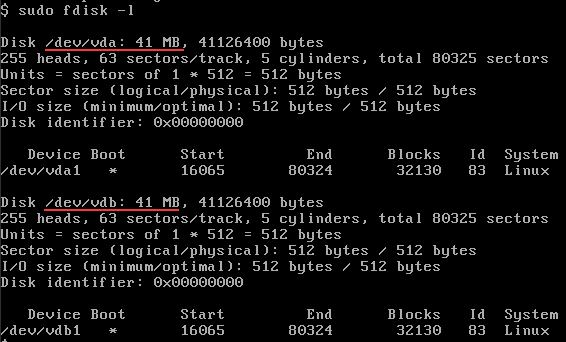 $ sudo fdisk -l
Disk /dev/vda: 41 MB, 41126400 bytes
255 heads, 63 sectors/track, 5 cylinders, total 80325 sectors
Units = sectors of 1 * 512 = 512 bytes
Sector size (logical/physical): 512 bytes / 512 bytes
I/O size (minimum/optimal): 512 bytes / 512 bytes
Disk identifier: 0x00000000
Device Boot Start End Blocks Id System
/dev/vda1 * 16065 80324 32130 83 Linux
Disk /dev/vdb: 41 MB, 41126400 bytes
255 heads, 63 sectors/track, 5 cylinders, total 80325 sectors
Units = sectors of 1 * 512 = 512 bytes
Sector size (logical/physical): 512 bytes / 512 bytes
I/O size (minimum/optimal): 512 bytes / 512 bytes
Disk identifier: 0x00000000
Device Boot Start End Blocks Id System
/dev/vdb1 * 16065 80324 32130 83 Linux